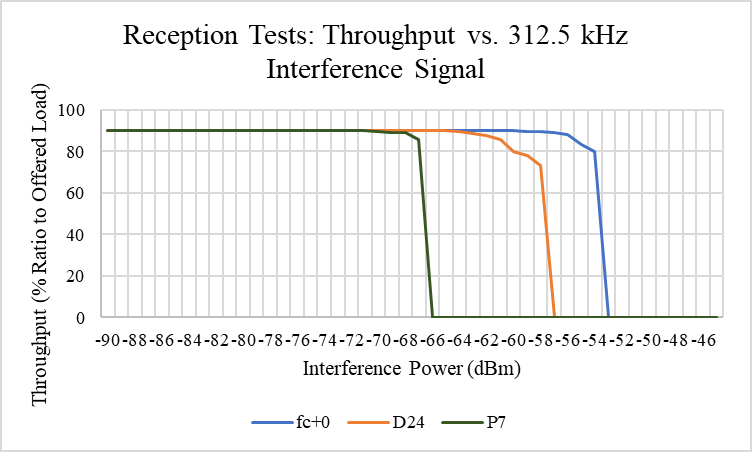 Reception Tests: Throughput vs. 312.5 kHz
Interference Signal
Throughput (% Ratio to Offered Load)
100
80
60
40
20
0
-90 -88 -86 -84 -82 -80 -78 -76 -74 -72 -70 -68 -66 -64 -62 -60 -58 -56 -54 -52 -50 -48 -46
Interference Power (dBm)
fc+0 D24 P7